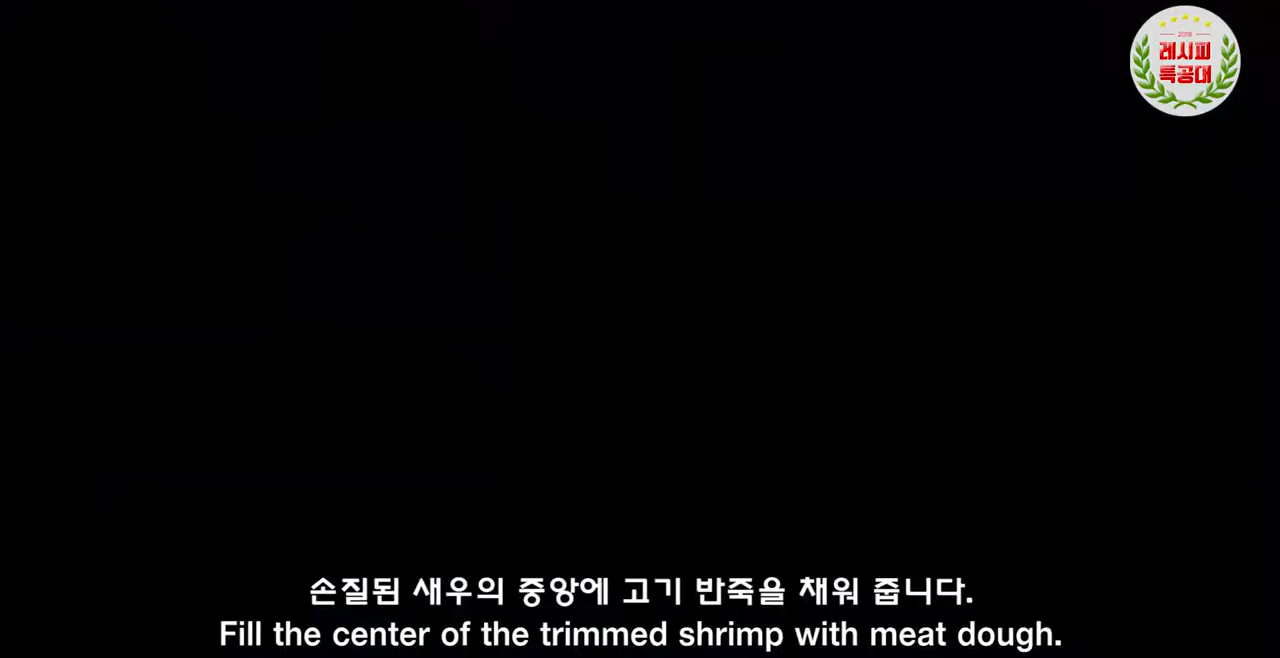 2018
레시피
특공대
손질된 새우의 중앙에 고기 반죽을 채워 줍니다.
Fill the center of the trimmed shrimp with meat dough.